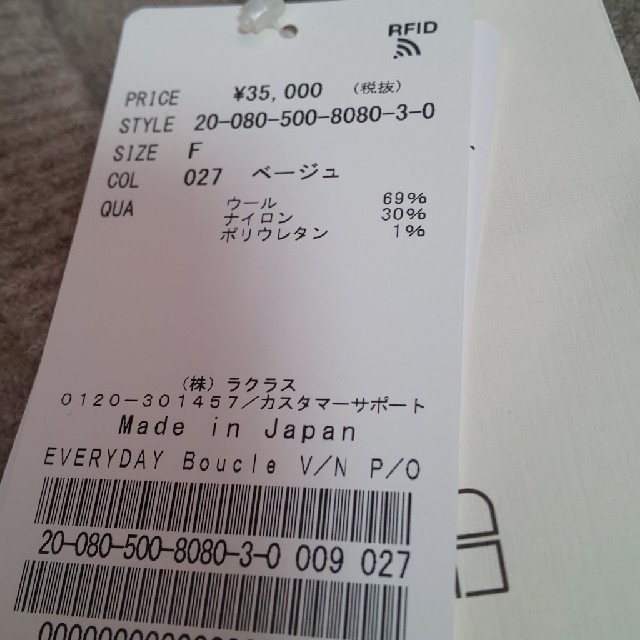 RFID
PRICE ¥35,000 (税抜)
STYLE 20-080-500-8080-3-0
SIZE F
COL 027 ベージュ
QUA ウール 69%
ナイロン 30%
ポリウレタン 1%
(株) ラクラス
0120-301457/カスタマーサポート
Made in Japan
EVERYDAY Boucle V/N P/O
20-080-500-8080-3-0 009 027